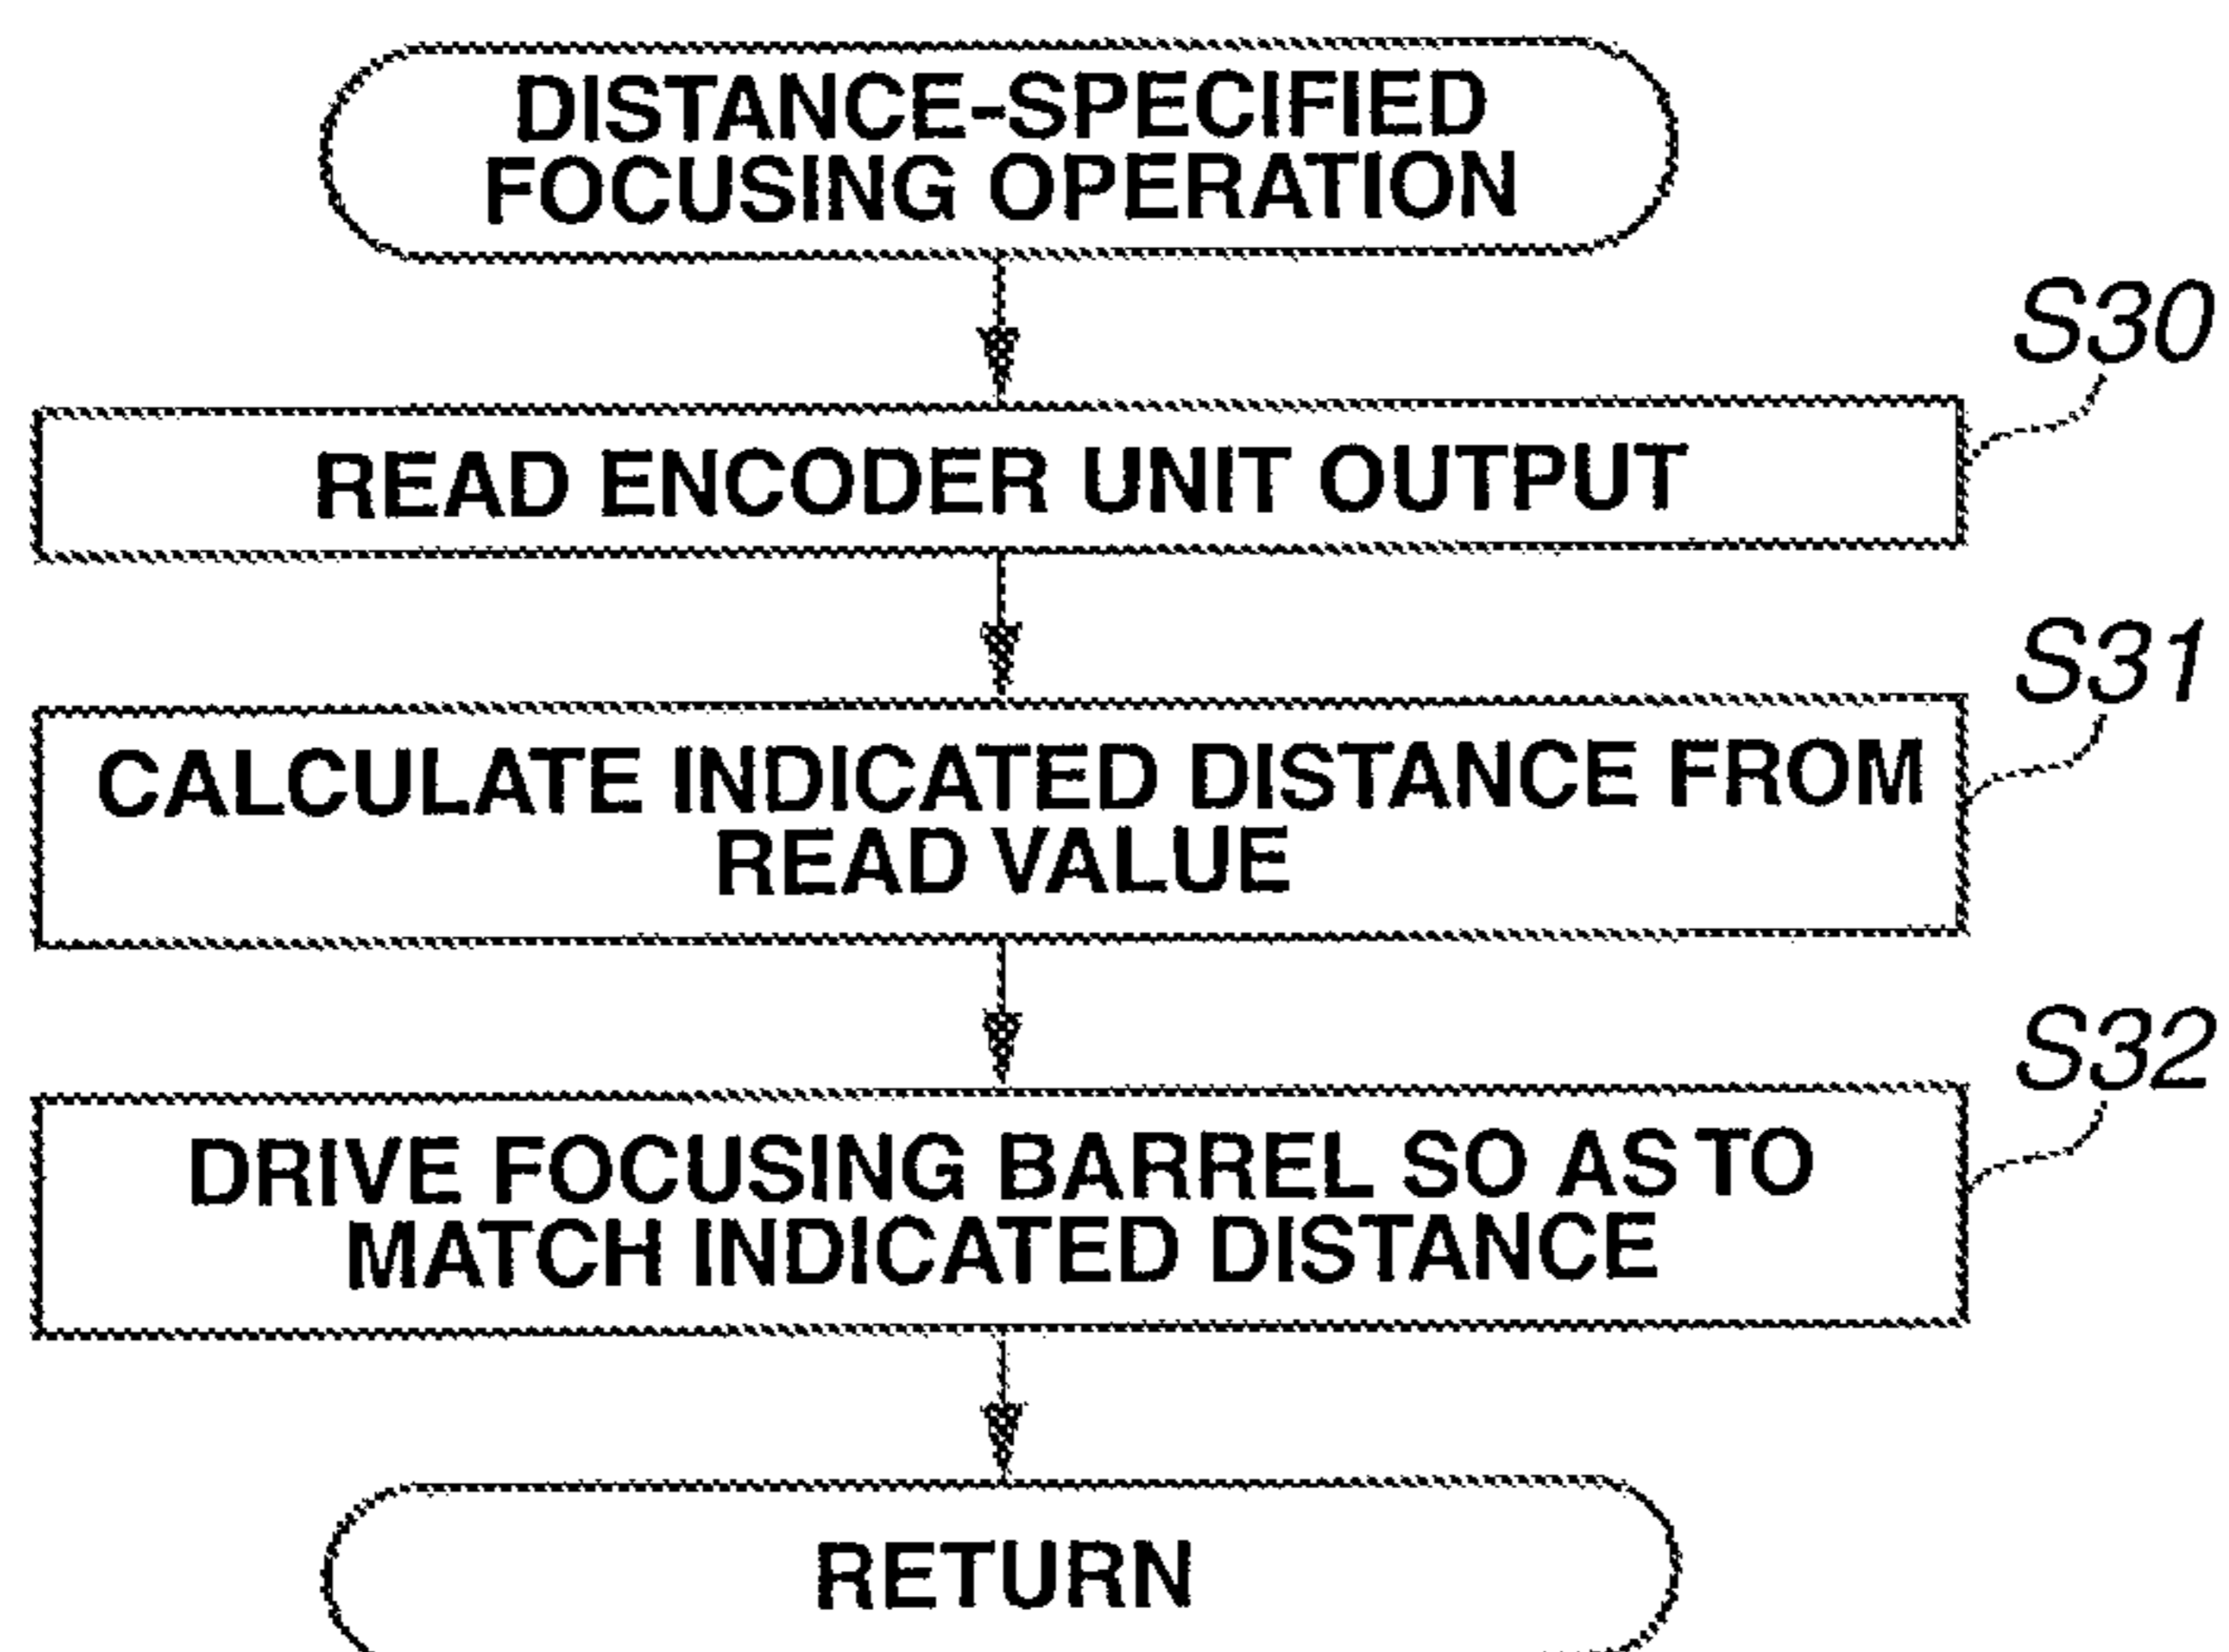 DISTANCE-SPECIFIED
FOCUSING OPERATION
S30
READ ENCODER UNIT OUTPUT
S31
CALCULATE INDICATED DISTANCE FROM
READ VALUE
S32
DRIVE FOCUSING BARREL SO AS TO
MATCH INDICATED DISTANCE
RETURN